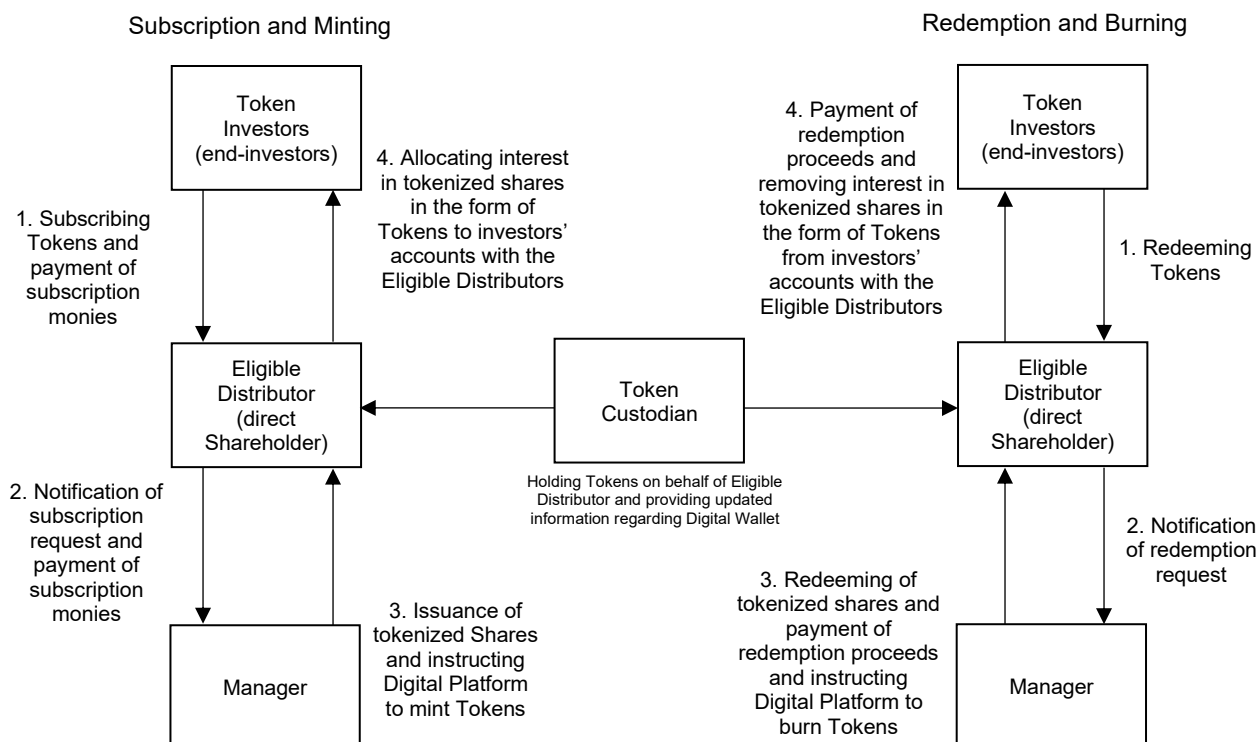 Subscription and Minting
Redemption and Burning
Token
Investors
(end-investors)
4. Allocating interest
in tokenized shares
in the form of
Tokens to investors’
accounts with the
Eligible Distributors
1. Subscribing
Tokens and
payment of
subscription
monies
Eligible
Distributor
(direct
Shareholder)
2. Notification of
subscription
request and
payment of
subscription
monies
3. Issuance of
tokenized Shares
and instructing
Digital Platform
to mint Tokens
Manager
Token
Custodian
Holding Tokens on behalf of Eligible
Distributor and providing updated
information regarding Digital Wallet
Token
Investors
(end-investors)
4. Payment of
redemption
proceeds and
removing interest in
tokenized shares in
the form of Tokens
from investors’
accounts with the
Eligible Distributors
1. Redeeming
Tokens
Eligible
Distributor
(direct
Shareholder)
2. Notification
of redemption
request
3. Redeeming of
tokenized shares and
payment of
redemption proceeds
and instructing
Digital Platform to
burn Tokens
Manager